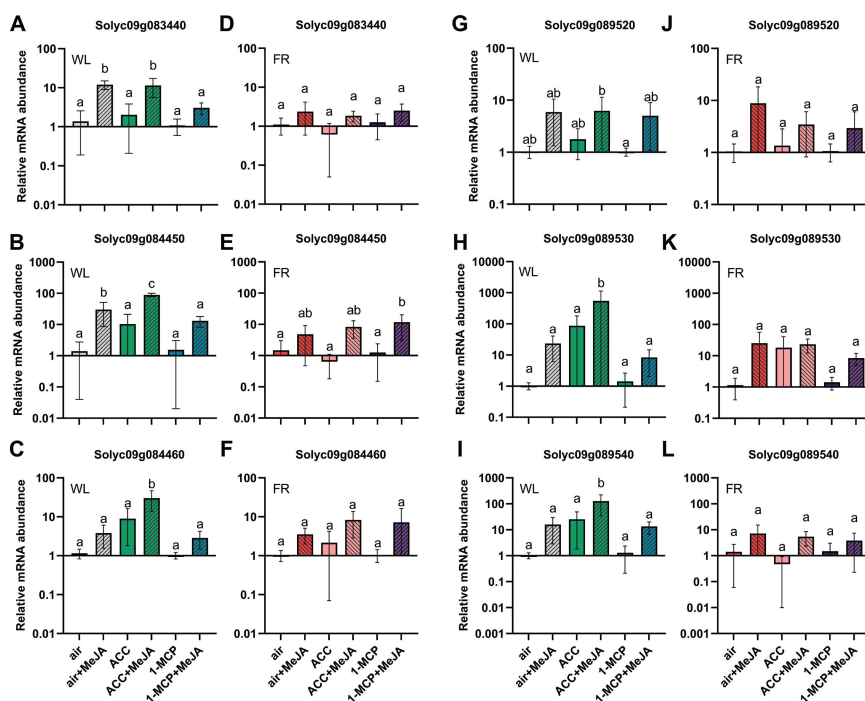 A Solyc09g083440
Relative mRNA abundance
100
10
1
0.1
0.01
WL
a b a b a a
D Solyc09g083440
100
10
1
0.1
0.01
FR
a a a a a a
G Solyc09g089520
Relative mRNA abundance
100
10
1
0.1
WL
ab ab ab b a ab
J Solyc09g089520
100
10
1
0.1
FR
a a a a a a
B Solyc09g084450
Relative mRNA abundance
1000
100
10
1
0.1
0.01
WL
a b a c a a
E Solyc09g084450
1000
100
10
1
0.1
0.01
FR
a ab a ab a b
H Solyc09g089530
Relative mRNA abundance
10000
1000
100
10
1
0.1
WL
a a a b a a
K Solyc09g089530
10000
1000
100
10
1
0.1
FR
a a a a a a
C Solyc09g084460
Relative mRNA abundance
100
10
1
0.1
0.01
WL
a a a b a a
F Solyc09g084460
100
10
1
0.1
0.01
FR
a a a a a a
I Solyc09g089540
Relative mRNA abundance
1000
100
10
1
0.1
0.01
0.001
WL
a a a b a a
L Solyc09g089540
1000
100
10
1
0.1
0.01
0.001
FR
a a a a a a
air
air+MeJA
ACC
ACC+MeJA
1-MCP
1-MCP+MeJA
air
air+MeJA
ACC
ACC+MeJA
1-MCP
1-MCP+MeJA
air
air+MeJA
ACC
ACC+MeJA
1-MCP
1-MCP+MeJA
air
air+MeJA
ACC
ACC+MeJA
1-MCP
1-MCP+MeJA